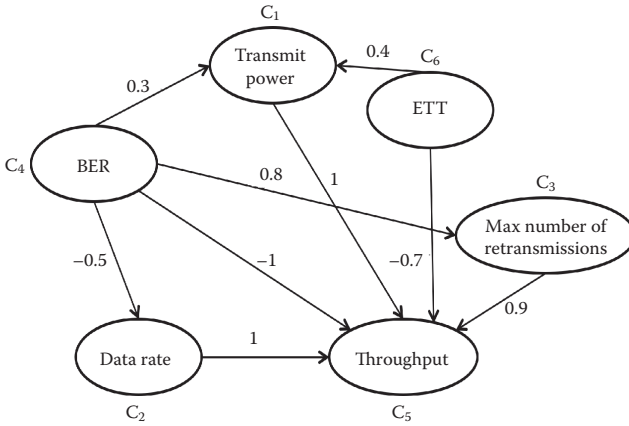 C₁
Transmit
power
0.4
C₆
ETT
0.3
C₄
BER
0.8
1
C₃
Max number of
retransmissions
–0.5
–1
–0.7
0.9
Data rate
1
Throughput
C₂
C₅